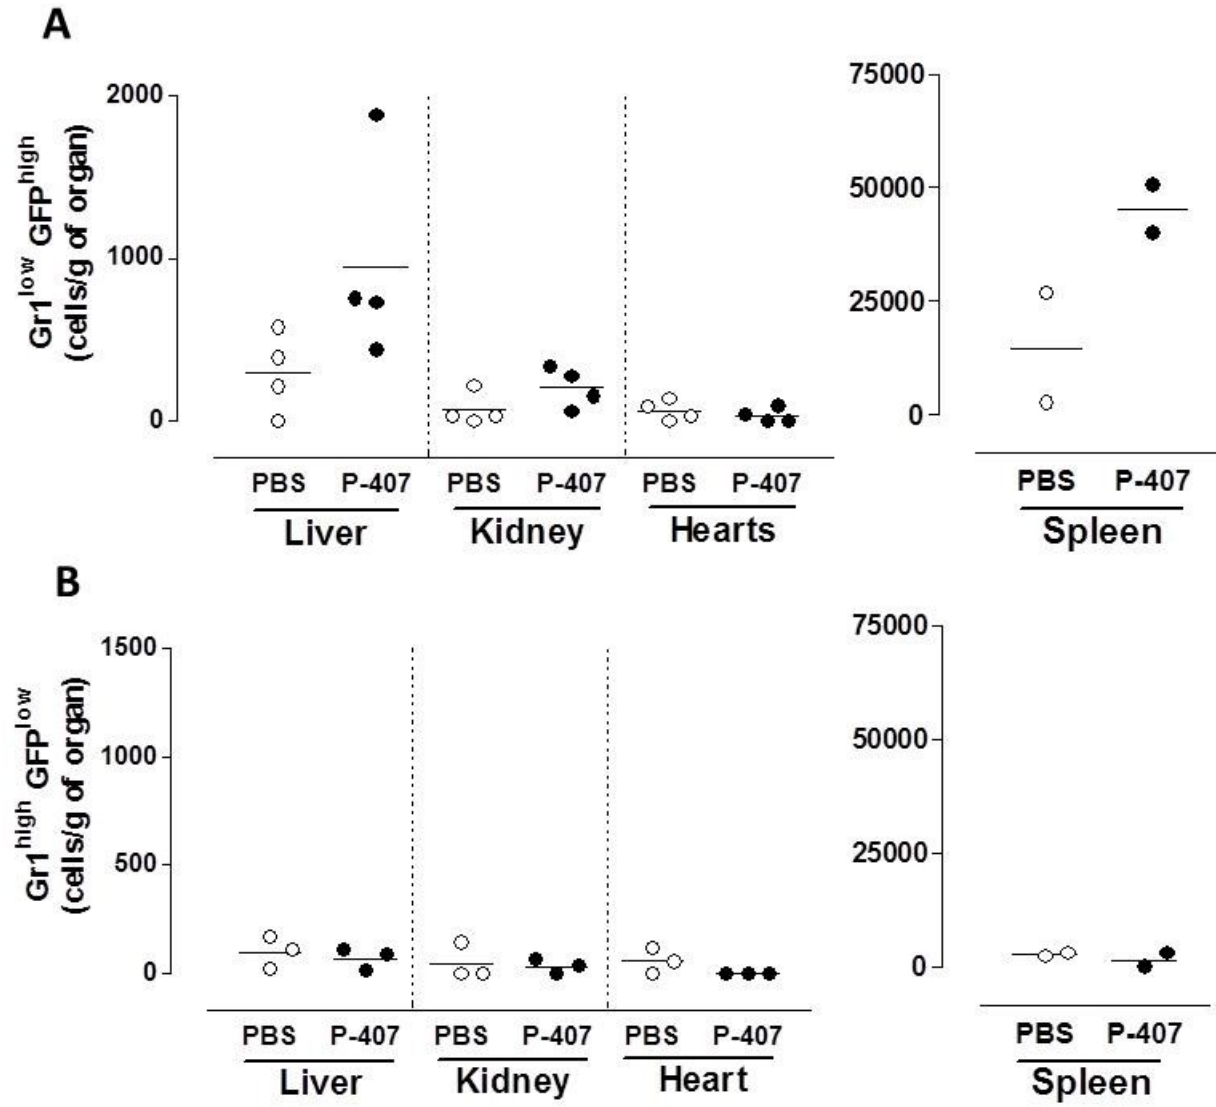 A
Gr1low GFPhigh
(cells/g of organ)
2000
1000
0
PBS P-407 PBS P-407 PBS P-407
Liver Kidney Hearts
75000
50000
25000
0
PBS P-407
Spleen
B
Gr1high GFPlow
(cells/g of organ)
1500
1000
500
0
PBS P-407 PBS P-407 PBS P-407
Liver Kidney Heart
75000
50000
25000
0
PBS P-407
Spleen